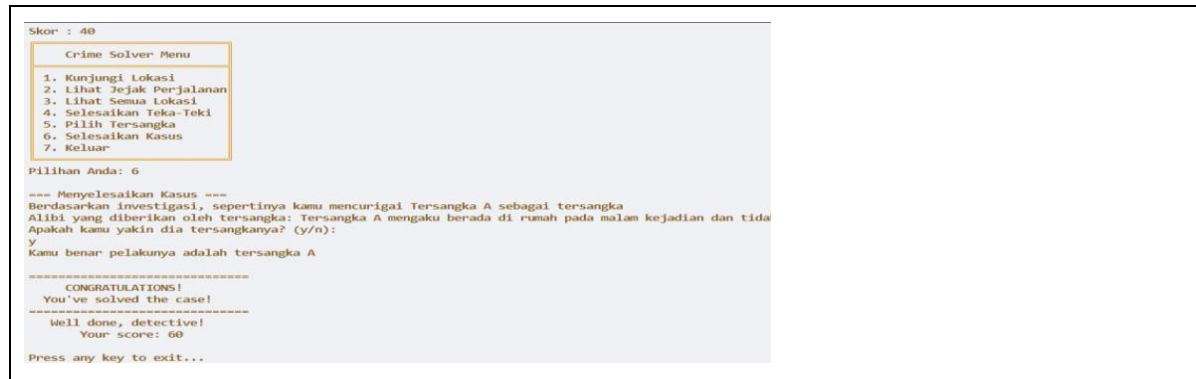 Skor : 40
Crime Solver Menu
1. Kunjungi Lokasi
2. Lihat Jejak Perjalanan
3. Lihat Semua Lokasi
4. Selesaikan Teka-Teki
5. Pilih Tersangka
6. Selesaikan Kasus
7. Keluar
Pilihan Anda: 6
=== Menyelesaikan Kasus ===
Berdasarkan investigasi, sepertinya kamu mencurigai Tersangka A sebagai tersangka
Alibi yang diberikan oleh tersangka: Tersangka A mengaku berada di rumah pada malam kejadian dan
Apakah kamu yakin dia tersangkanya? (y/n):
y
Kamu benar pelakunya adalah tersangka A
==============================
CONGRATULATIONS!
You've solved the case!
==============================
Well done, detective!
Your score: 60
Press any key to exit...